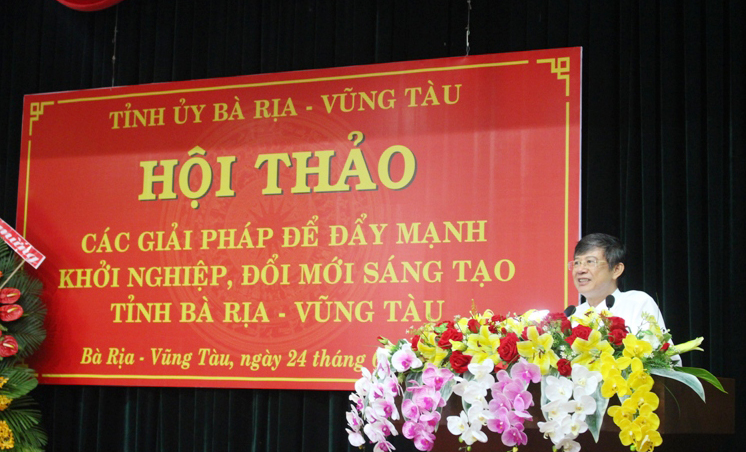 TỈNH ỦY BÀ RỊA - VŨNG TÀU
HỘI THẢO
CÁC GIẢI PHÁP ĐỂ ĐẨY MẠNH
KHỞI NGHIỆP, ĐỔI MỚI SÁNG TẠO
TỈNH BÀ RỊA - VŨNG TÀU
Bà Rịa - Vũng Tàu, ngày 24 tháng